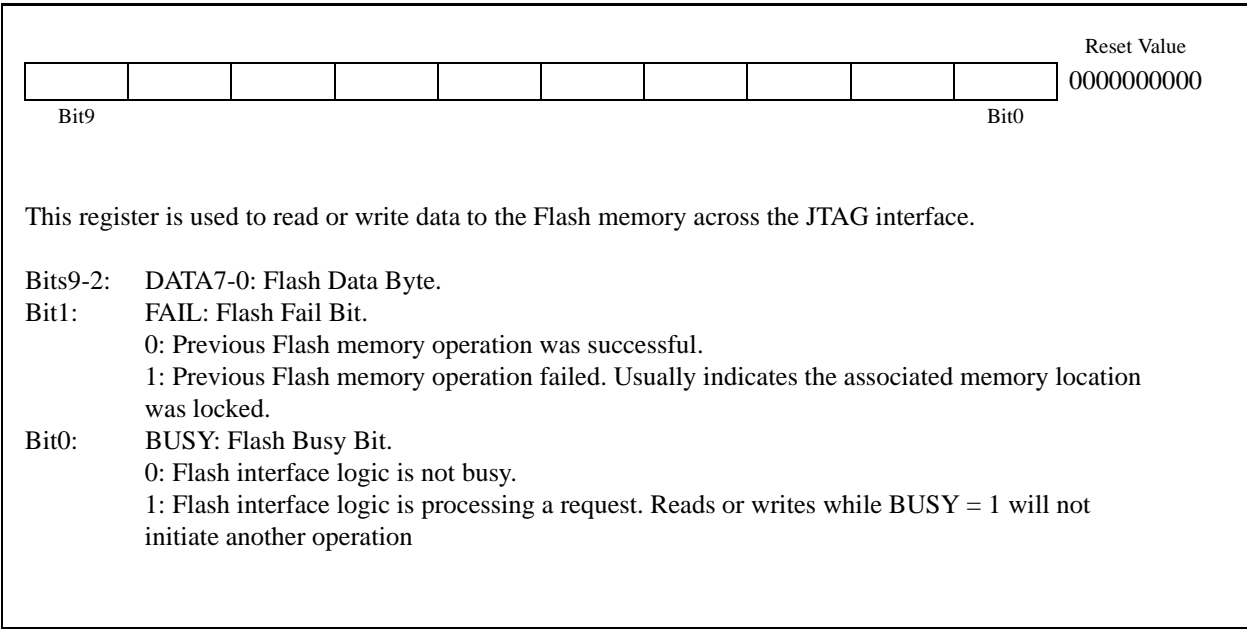 Reset Value
0000000000
Bit9 Bit0
This register is used to read or write data to the Flash memory across the JTAG interface.
Bits9-2: DATA7-0: Flash Data Byte.
Bit1: FAIL: Flash Fail Bit.
0: Previous Flash memory operation was successful.
1: Previous Flash memory operation failed. Usually indicates the associated memory location
was locked.
Bit0: BUSY: Flash Busy Bit.
0: Flash interface logic is not busy.
1: Flash interface logic is processing a request. Reads or writes while BUSY = 1 will not
initiate another operation